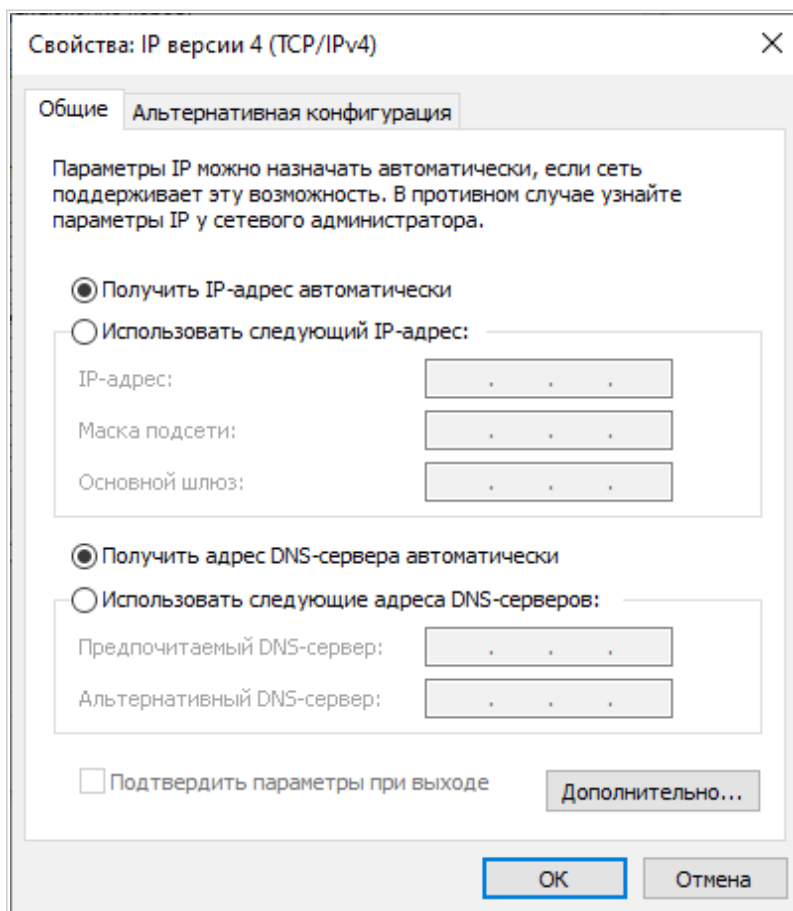 Свойства: IP версии 4 (TCP/IPv4)
Общие
Альтернативная конфигурация
Параметры IP можно назначать автоматически, если сеть
поддерживает эту возможность. В противном случае узнайте
параметры IP у сетевого администратора.
Получить IP-адрес автоматически
Использовать следующий IP-адрес:
IP-адрес:
Маска подсети:
Основной шлюз:
Получить адрес DNS-сервера автоматически
Использовать следующие адреса DNS-серверов:
Предпочитаемый DNS-сервер:
Альтернативный DNS-сервер:
Подтвердить параметры при выходе
Дополнительно...
ОК
Отмена